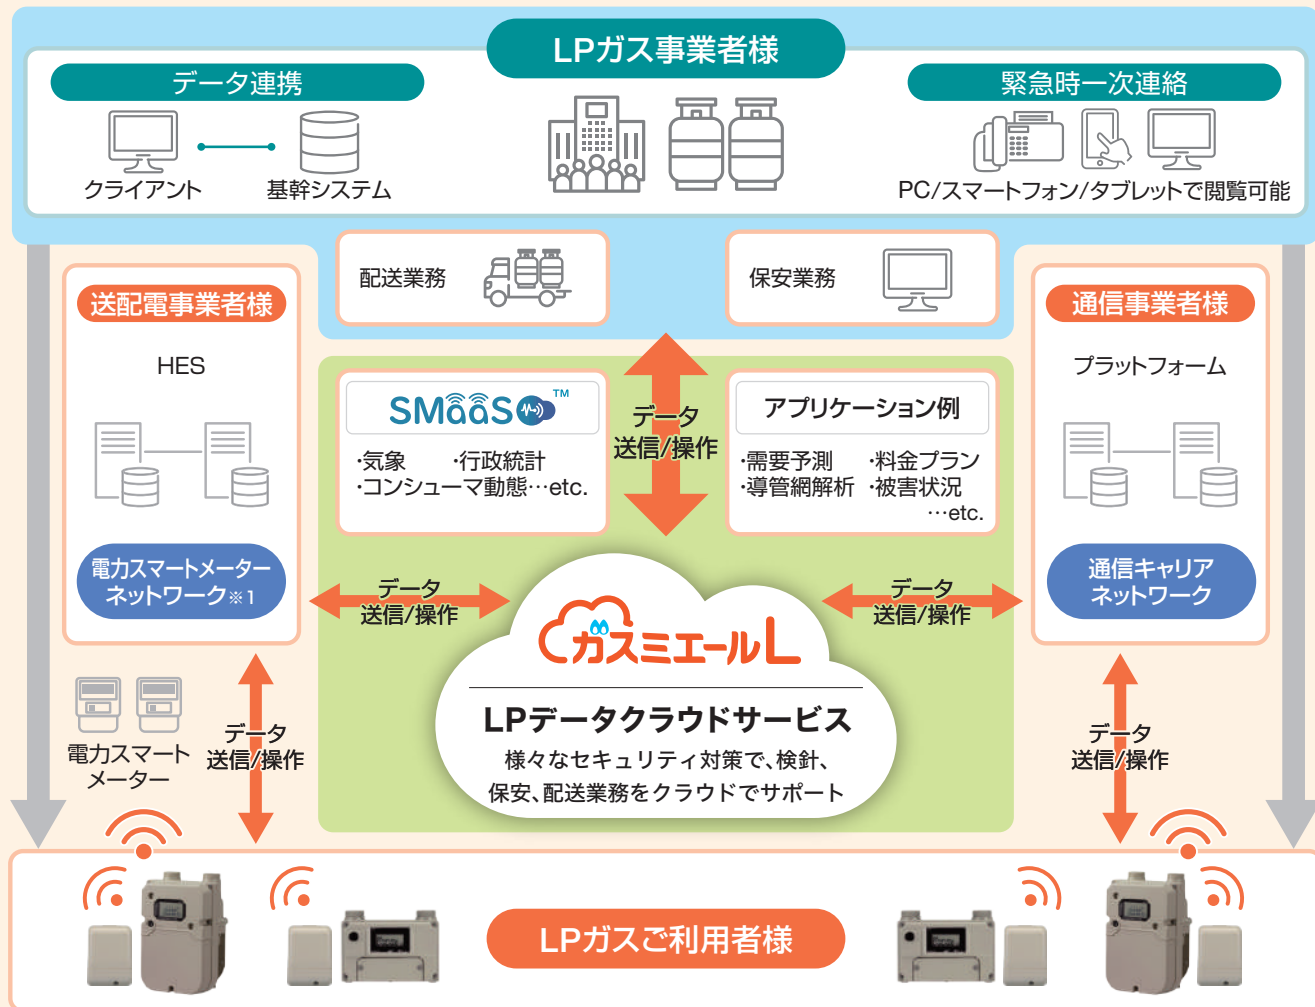 LPガス事業者様
データ連携
クライアント
基幹システム
緊急時一次連絡
PC/スマートフォン/タブレットで閲覧可能
配送業務
保安業務
送配電事業者様
HES
電力スマートメーター
ネットワーク※1
通信事業者様
プラットフォーム
通信キャリア
ネットワーク
SMaaS™
・気象 ・行政統計
・コンシューマ動態…etc.
データ
送信/操作
アプリケーション例
・需要予測 ・料金プラン
・導管網解析 ・被害状況
…etc.
データ
送信/操作
データ
送信/操作
ガスミエールL
LPデータクラウドサービス
様々なセキュリティ対策で、検針、
保安、配送業務をクラウドでサポート
電力スマート
メーター
データ
送信/操作
データ
送信/操作
LPガスご利用者様